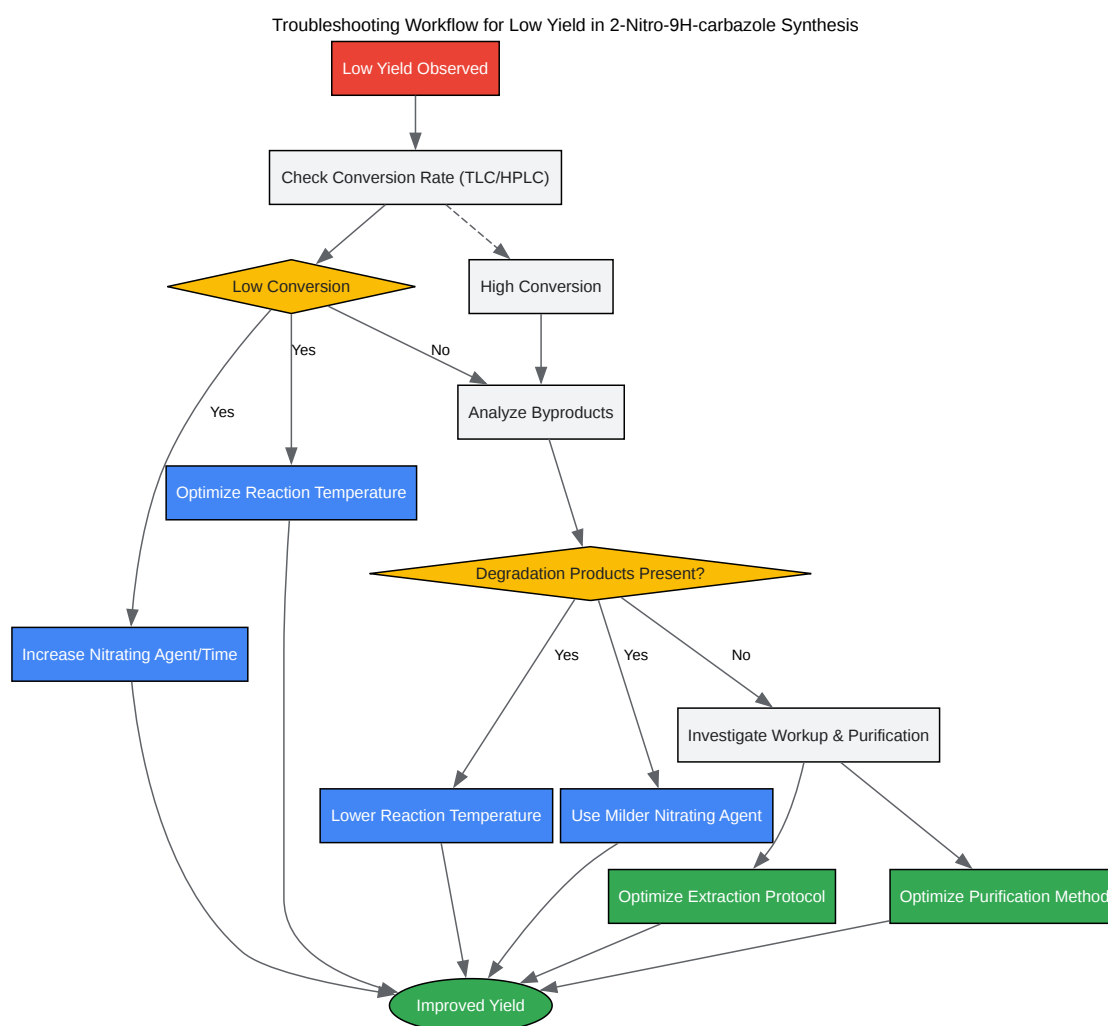 Troubleshooting Workflow for Low Yield in 2-Nitro-9H-carbazole Synthesis
Low Yield Observed
Check Conversion Rate (TLC/HPLC)
Low Conversion
High Conversion
Yes
No
Yes
Analyze Byproducts
Optimize Reaction Temperature
Degradation Products Present?
Increase Nitrating Agent/Time
Yes
Yes
No
Investigate Workup & Purification
Lower Reaction Temperature
Use Milder Nitrating Agent
Optimize Extraction Protocol
Optimize Purification Method
Improved Yield